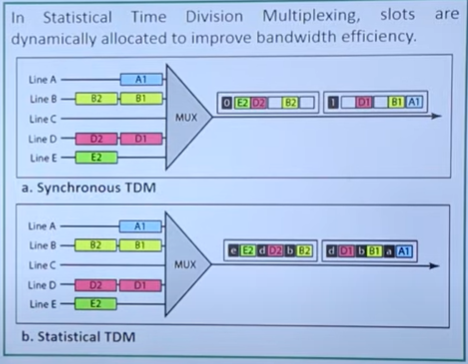 In Statistical Time Division Multiplexing, slots are
dynamically allocated to improve bandwidth efficiency.
Line A A1
Line B B2 B1
Line C
Line D D2 D1
Line E E2
MUX
0 E2 D2 B2 1 D1 B1 A1
a. Synchronous TDM
Line A A1
Line B B2 B1
Line C
Line D D2 D1
Line E E2
MUX
e E2 d D2 b B2 d D1 b B1 a A1
b. Statistical TDM